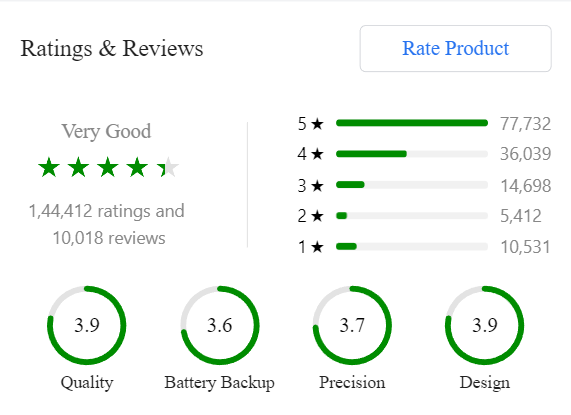 Ratings & Reviews
Rate Product
Very Good
1,44,412 ratings and
10,018 reviews
5 ★ 77,732
4 ★ 36,039
3 ★ 14,698
2 ★ 5,412
1 ★ 10,531
3.9 3.6 3.7 3.9
Quality Battery Backup Precision Design